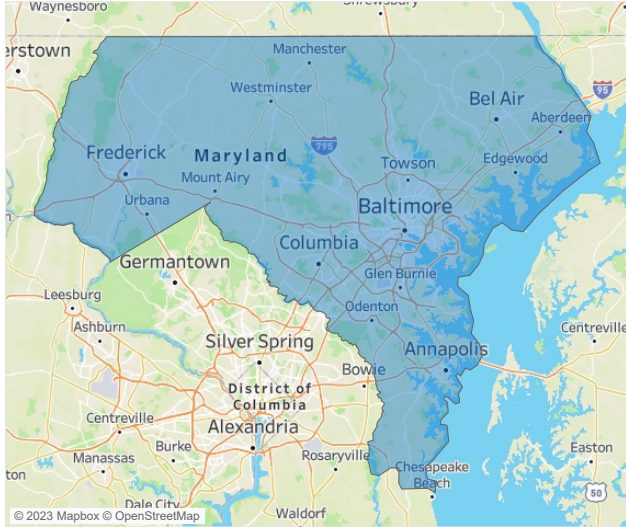 Waynesboro
Shrewsbury
erstown
Manchester
Westminster
95
Bel Air
Aberdeen
Frederick
Maryland
795
Towson
Edgewood
Mount Airy
Urbana
Baltimore
Columbia
Germantown
Glen Burnie
Leesburg
Odenton
Ashburn
Centreville
Silver Spring
Annapolis
Bowie
District of
Columbia
Centreville
Alexandria
Burke
Rosaryville
Easton
Manassas
Chesapeake
Beach
ton
50
Dale City
Waldorf
© 2023 Mapbox © OpenStreetMap